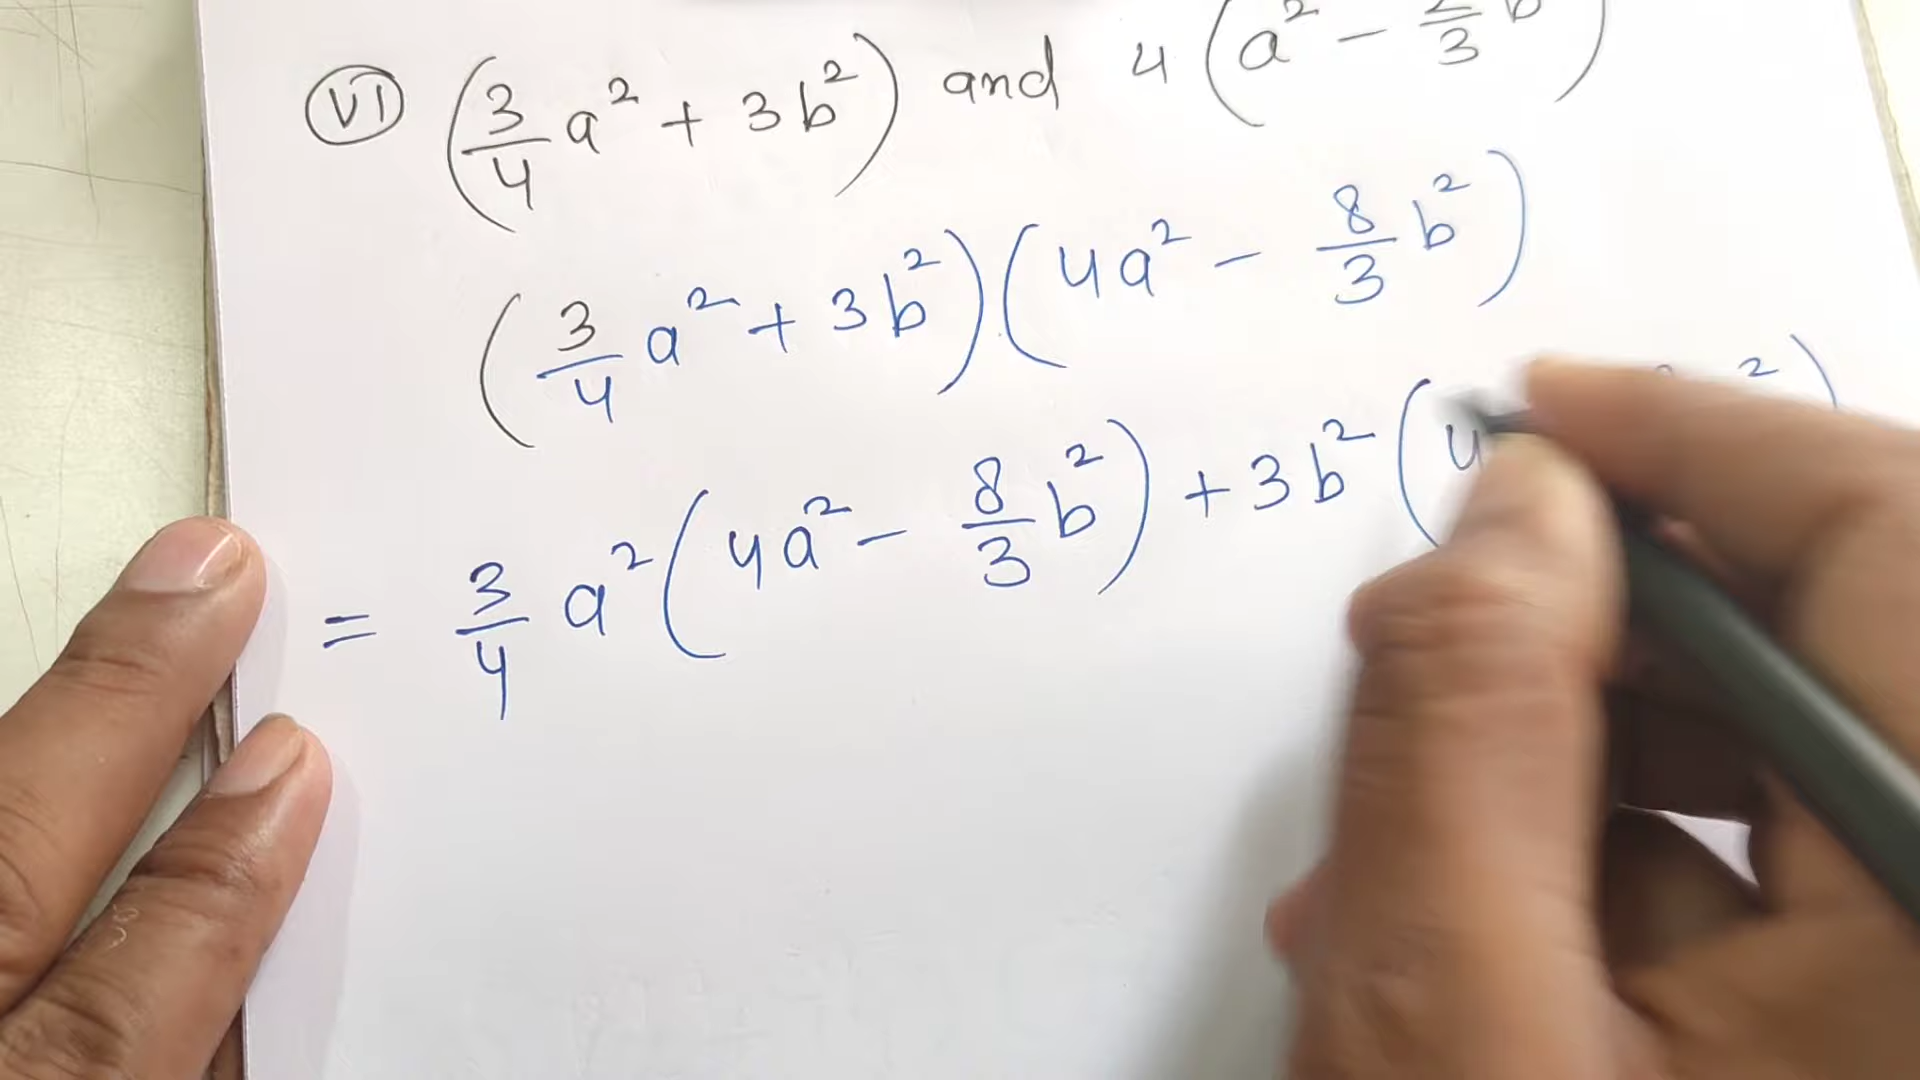 (VI) (3/4 a² + 3b²) and 4(a² - 2/3 b )
(3/4 a² + 3b²)(4a² - 8/3 b²)
= 3/4 a²(4a² - 8/3 b²) + 3b²(4 ²)